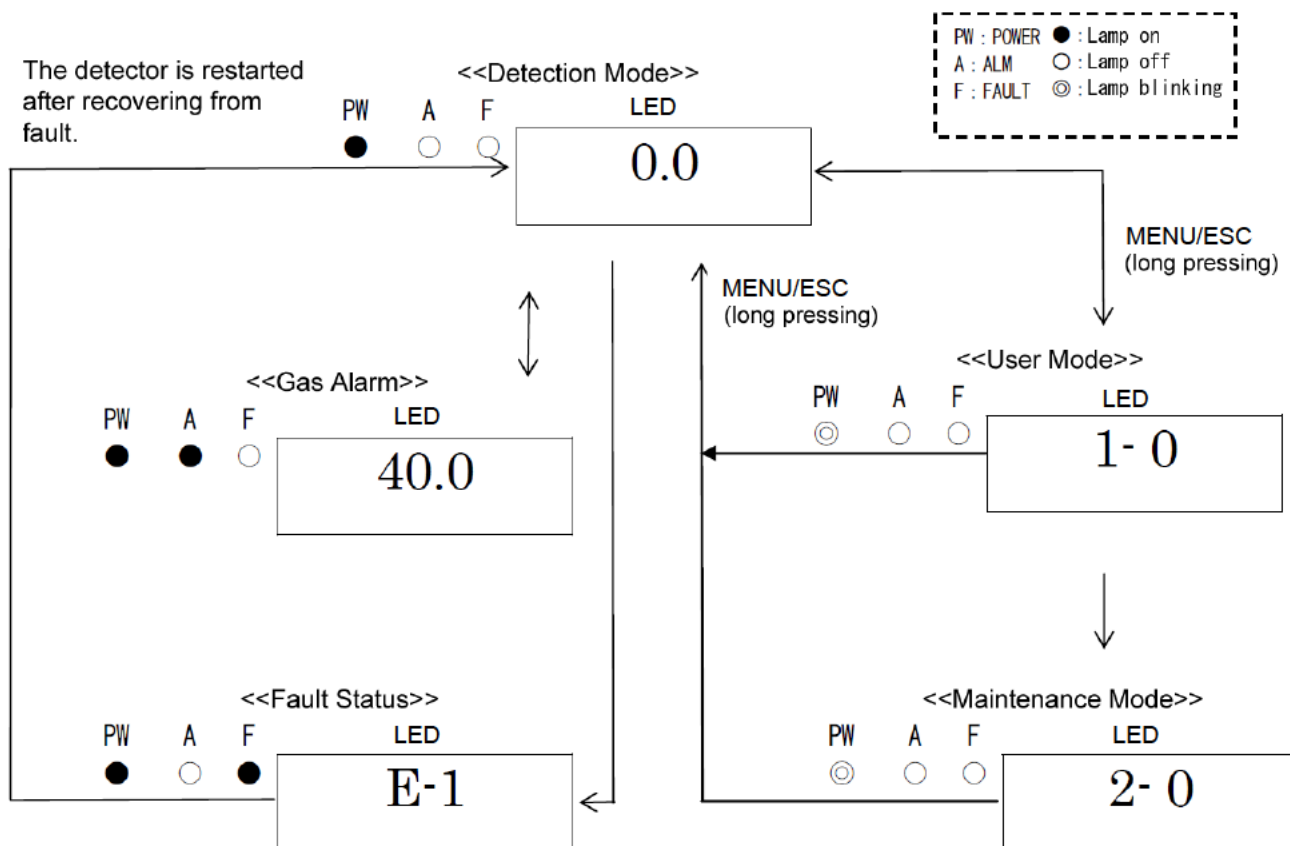 PW : POWER ● : Lamp on
A : ALM ○ : Lamp off
F : FAULT ◎ : Lamp blinking
The detector is restarted
after recovering from
fault.
<<Detection Mode>>
PW A F LED
0.0
MENU/ESC
(long pressing)
MENU/ESC
(long pressing)
<<Gas Alarm>>
PW A F LED
40.0
<<User Mode>>
PW A F LED
1- 0
<<Fault Status>>
PW A F LED
E-1
<<Maintenance Mode>>
PW A F LED
2- 0